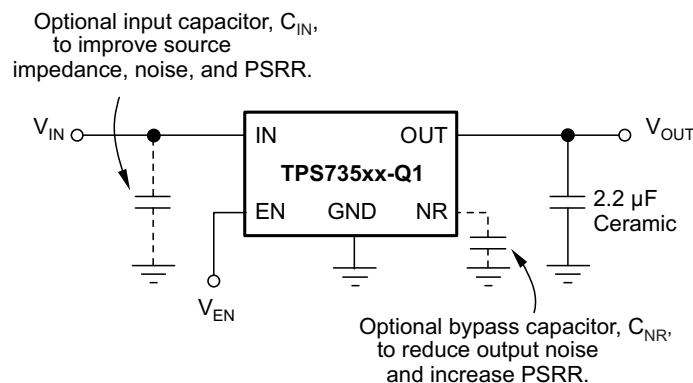 Optional input capacitor, C_IN,
to improve source
impedance, noise, and PSRR.
V_IN
IN
OUT
V_OUT
TPS735xx-Q1
EN
GND
NR
2.2 µF
Ceramic
V_EN
Optional bypass capacitor, C_NR,
to reduce output noise
and increase PSRR.